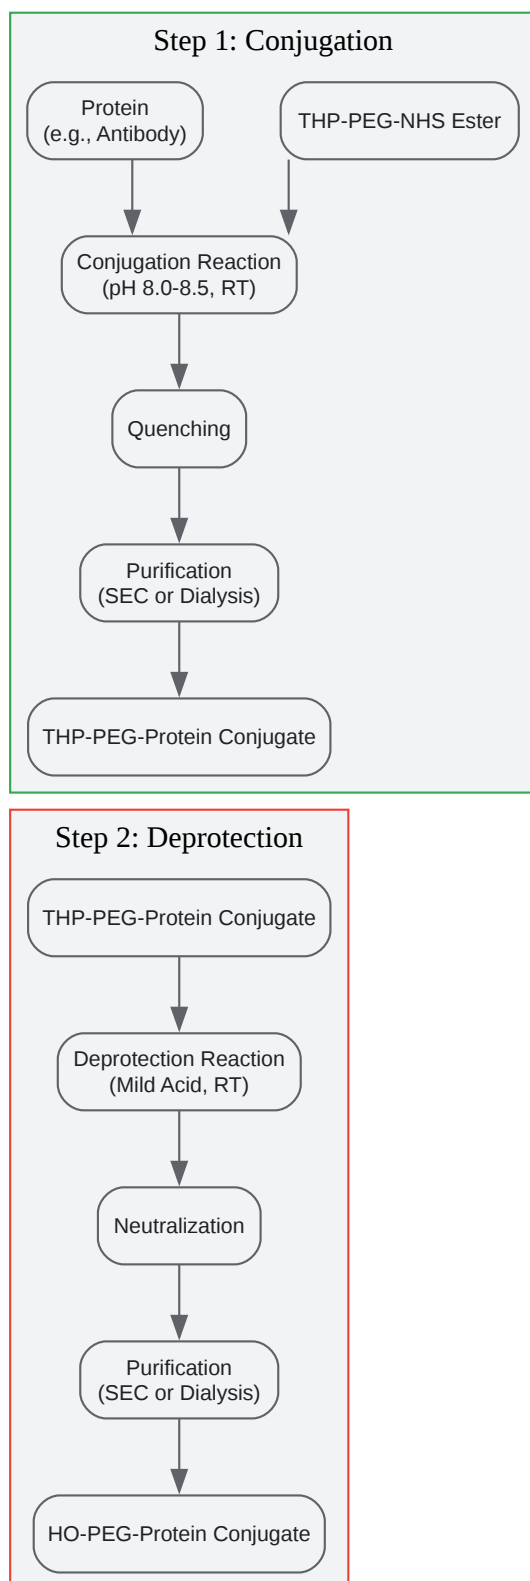 Step 1: Conjugation
Protein
(e.g., Antibody)
THP-PEG-NHS Ester
Conjugation Reaction
(pH 8.0-8.5, RT)
Quenching
Purification
(SEC or Dialysis)
THP-PEG-Protein Conjugate
Step 2: Deprotection
THP-PEG-Protein Conjugate
Deprotection Reaction
(Mild Acid, RT)
Neutralization
Purification
(SEC or Dialysis)
HO-PEG-Protein Conjugate